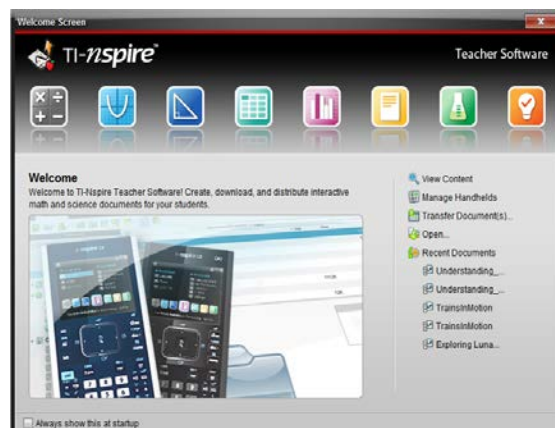 Welcome Screen
TI-nspire™
Teacher Software
Welcome
Welcome to TI-Nspire Teacher Software! Create, download, and distribute interactive
math and science documents for your students.
View Content
Manage Handhelds
Transfer Document(s)...
Open...
Recent Documents
Understanding_...
Understanding_...
TrainsInMotion
TrainsInMotion
Exploring Luna...
Always show this at startup